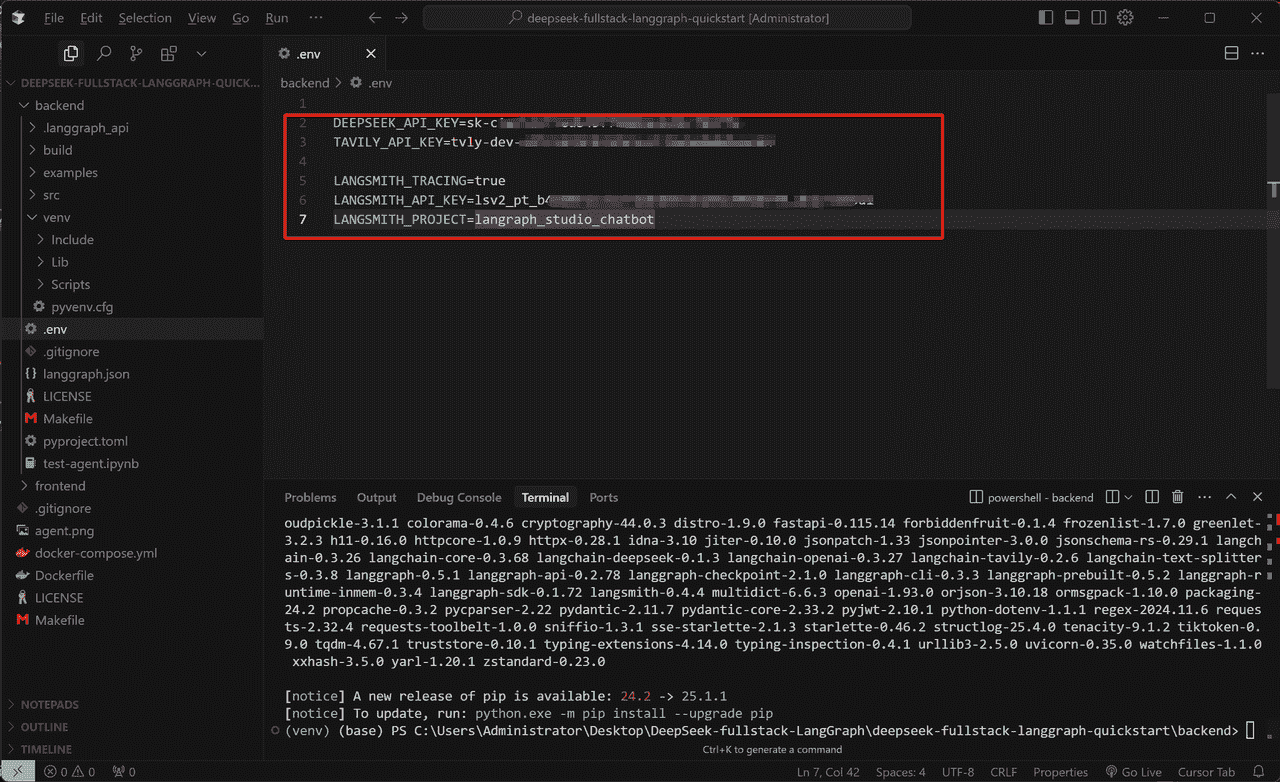 File Edit Selection View Go Run ···
deepseek-fullstack-langgraph-quickstart [Administrator]
.env
DEEPSEEK-FULLSTACK-LANGGRAPH-QUICK...
backend
.langgraph_api
build
examples
src
venv
Include
Lib
Scripts
pyvenv.cfg
.env
.gitignore
langgraph.json
LICENSE
Makefile
pyproject.toml
test-agent.ipynb
frontend
.gitignore
agent.png
docker-compose.yml
Dockerfile
LICENSE
Makefile
NOTEPADS
OUTLINE
TIMELINE
backend > .env
1
2 DEEPSEEK_API_KEY=sk-c
3 TAVILY_API_KEY=tvly-dev-
4
5 LANGSMITH_TRACING=true
6 LANGSMITH_API_KEY=lsv2_pt_b
7 LANGSMITH_PROJECT=langraph_studio_chatbot
Problems Output Debug Console Terminal Ports
powershell - backend
oudpickle-3.1.1 colorama-0.4.6 cryptography-44.0.3 distro-1.9.0 fastapi-0.115.14 forbiddenfruit-0.1.4 frozenlist-1.7.0 greenlet-
3.2.3 h11-0.16.0 httpcore-1.0.9 httpx-0.28.1 idna-3.10 jiter-0.10.0 jsonpatch-1.33 jsonpointer-3.0.0 jsonschema-rs-0.29.1 langch
ain-0.3.26 langchain-core-0.3.68 langchain-deepseek-0.1.3 langchain-openai-0.3.27 langchain-tavily-0.2.6 langchain-text-splitter
s-0.3.8 langgraph-0.5.1 langgraph-api-0.2.78 langgraph-checkpoint-2.1.0 langgraph-cli-0.3.3 langgraph-prebuilt-0.5.2 langgraph-r
untime-inmem-0.3.4 langgraph-sdk-0.1.72 langsmith-0.4.4 multidict-6.6.3 openai-1.93.0 orjson-3.10.18 ormsgpack-1.10.0 packaging-
24.2 propcache-0.3.2 pycparser-2.22 pydantic-2.11.7 pydantic-core-2.33.2 pyjwt-2.10.1 python-dotenv-1.1.1 regex-2024.11.6 reques
ts-2.32.4 requests-toolbelt-1.0.0 sniffio-1.3.1 sse-starlette-2.1.3 starlette-0.46.2 structlog-25.4.0 tenacity-9.1.2 tiktoken-0.
9.0 tqdm-4.67.1 truststore-0.10.1 typing-extensions-4.14.0 typing-inspection-0.4.1 urllib3-2.5.0 uvicorn-0.35.0 watchfiles-1.1.0
xxhash-3.5.0 yarl-1.20.1 zstandard-0.23.0
[notice] A new release of pip is available: 24.2 -> 25.1.1
[notice] To update, run: python.exe -m pip install --upgrade pip
(venv) (base) PS C:\Users\Administrator\Desktop\DeepSeek-fullstack-LangGraph\deepseek-fullstack-langgraph-quickstart\backend>
Ctrl+K to generate a command
0 0 0 Ln 7, Col 42 Spaces: 4 UTF-8 CRLF Properties Go Live Cursor Tab